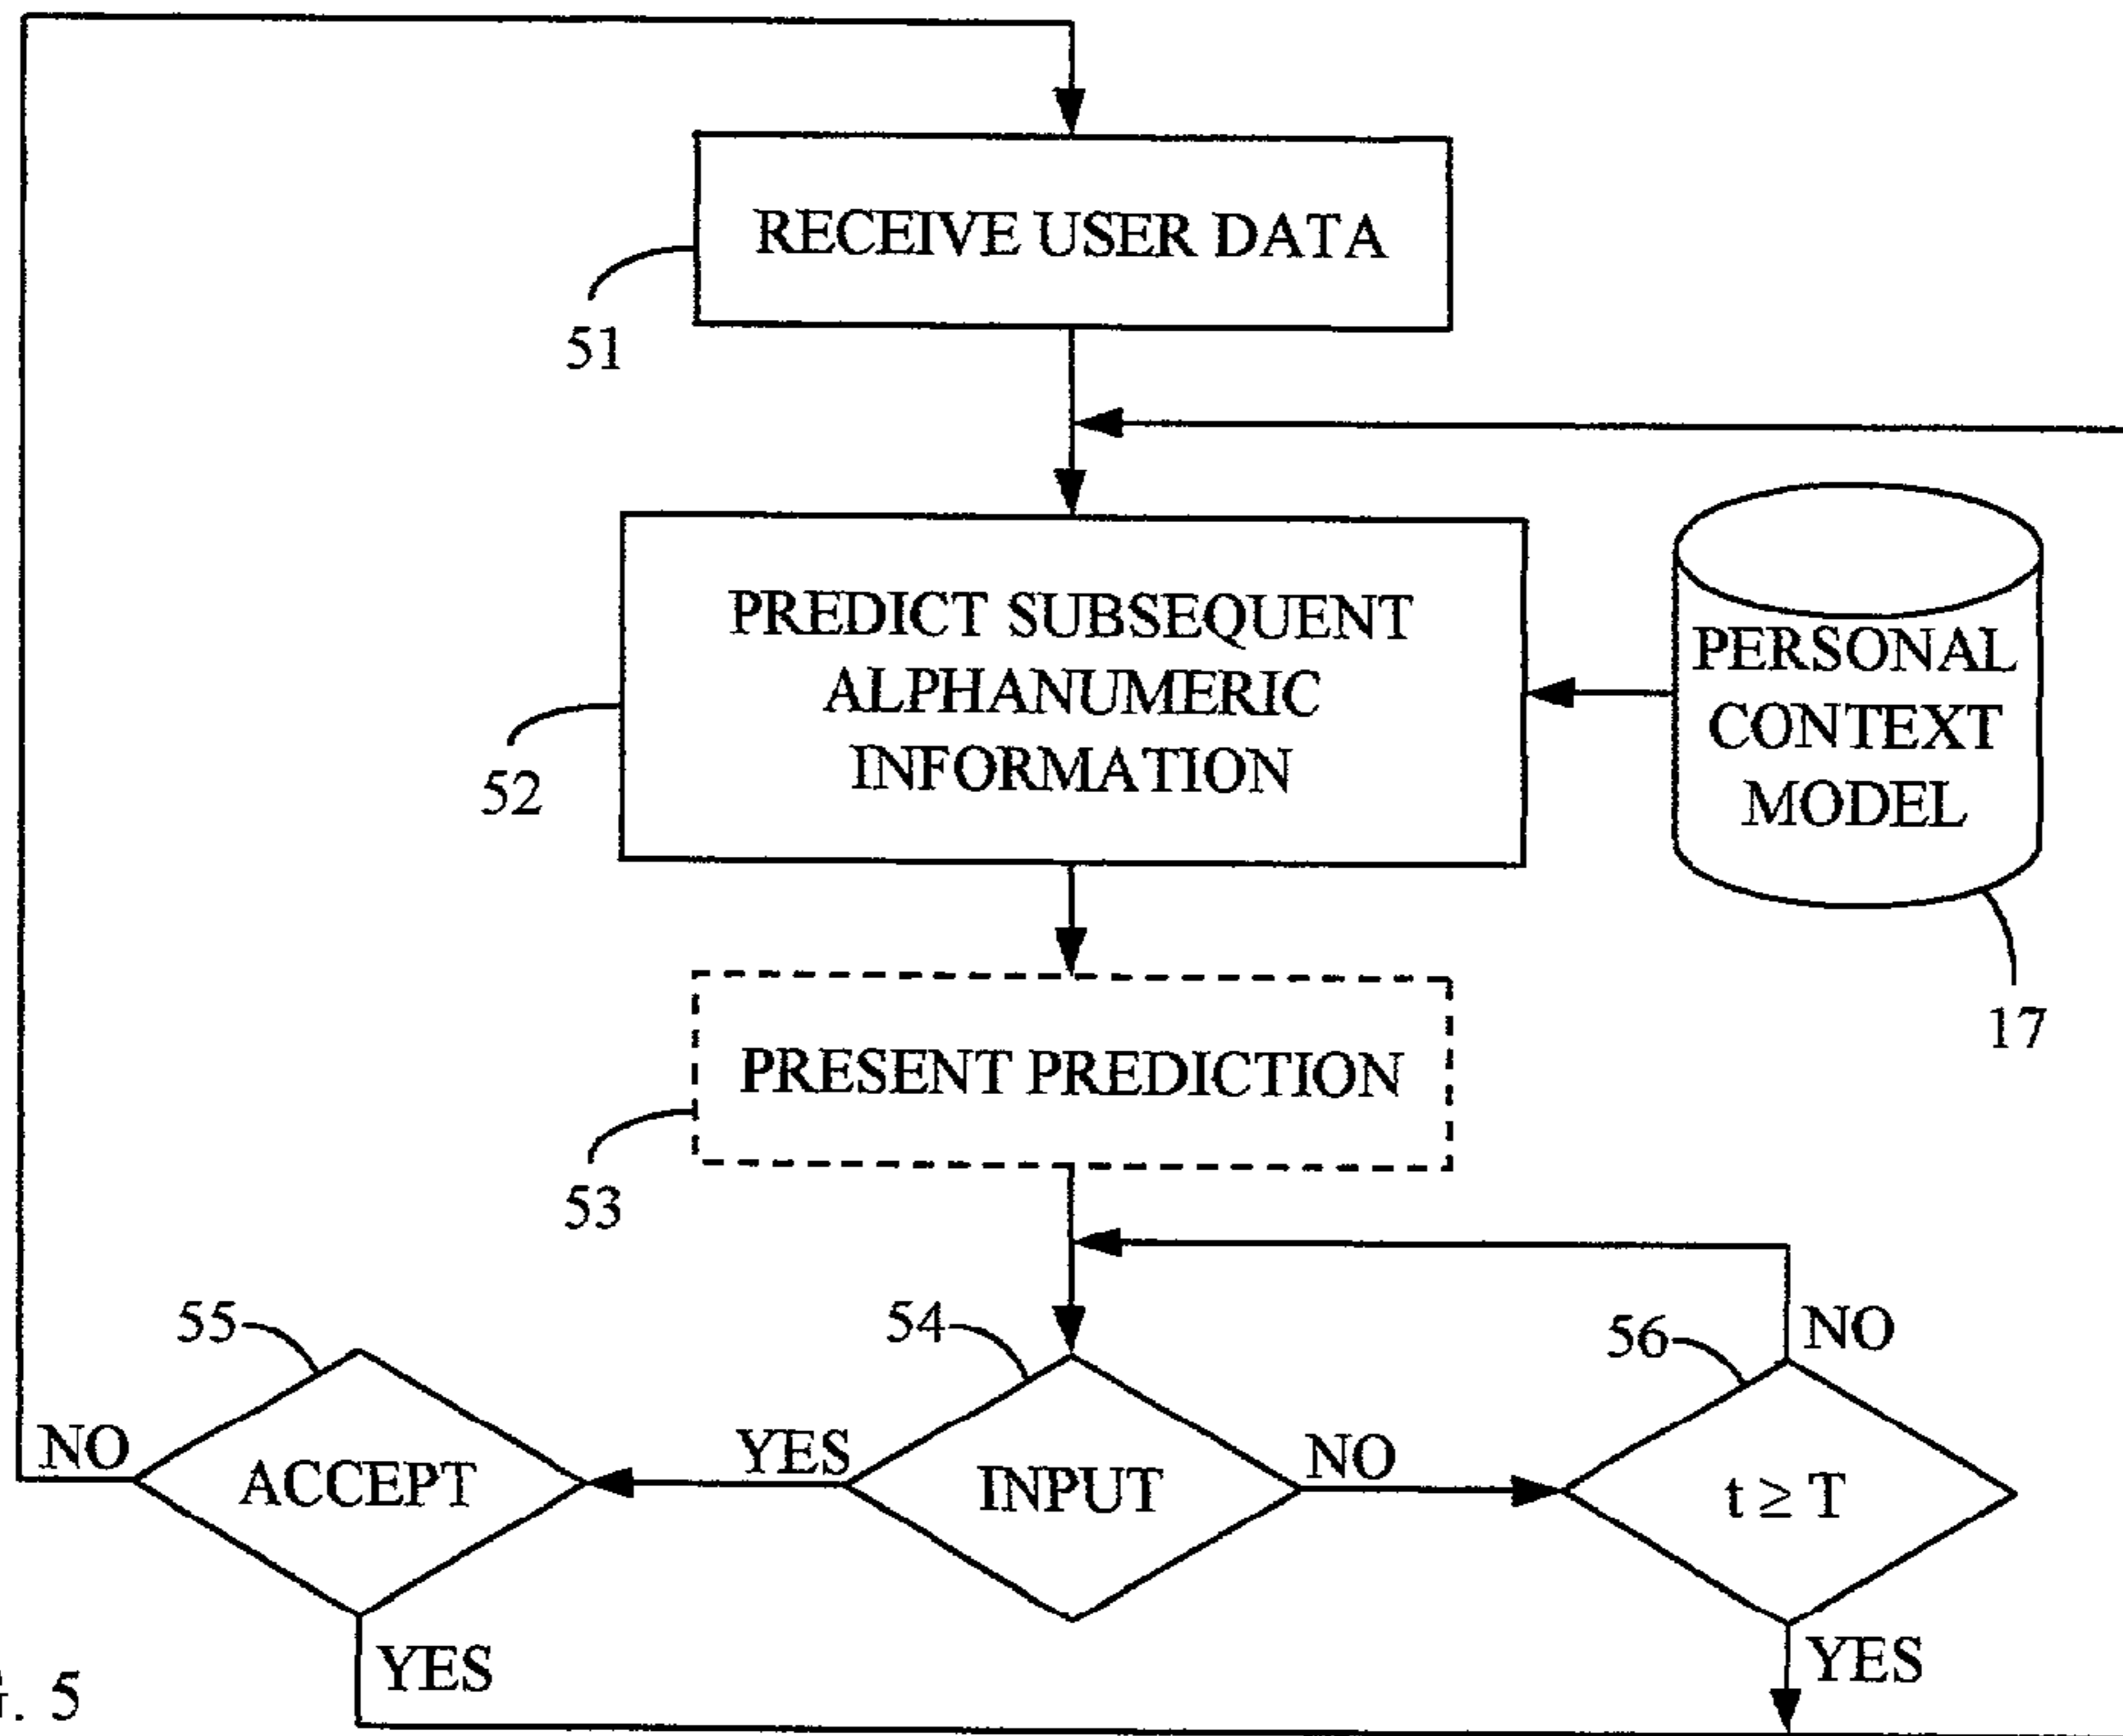 RECEIVE USER DATA
51
PREDICT SUBSEQUENT
ALPHANUMERIC
INFORMATION
52
PERSONAL
CONTEXT
MODEL
17
PRESENT PREDICTION
53
55
54
56
NO
NO
ACCEPT
YES
INPUT
NO
t ≥ T
YES
YES
. 5